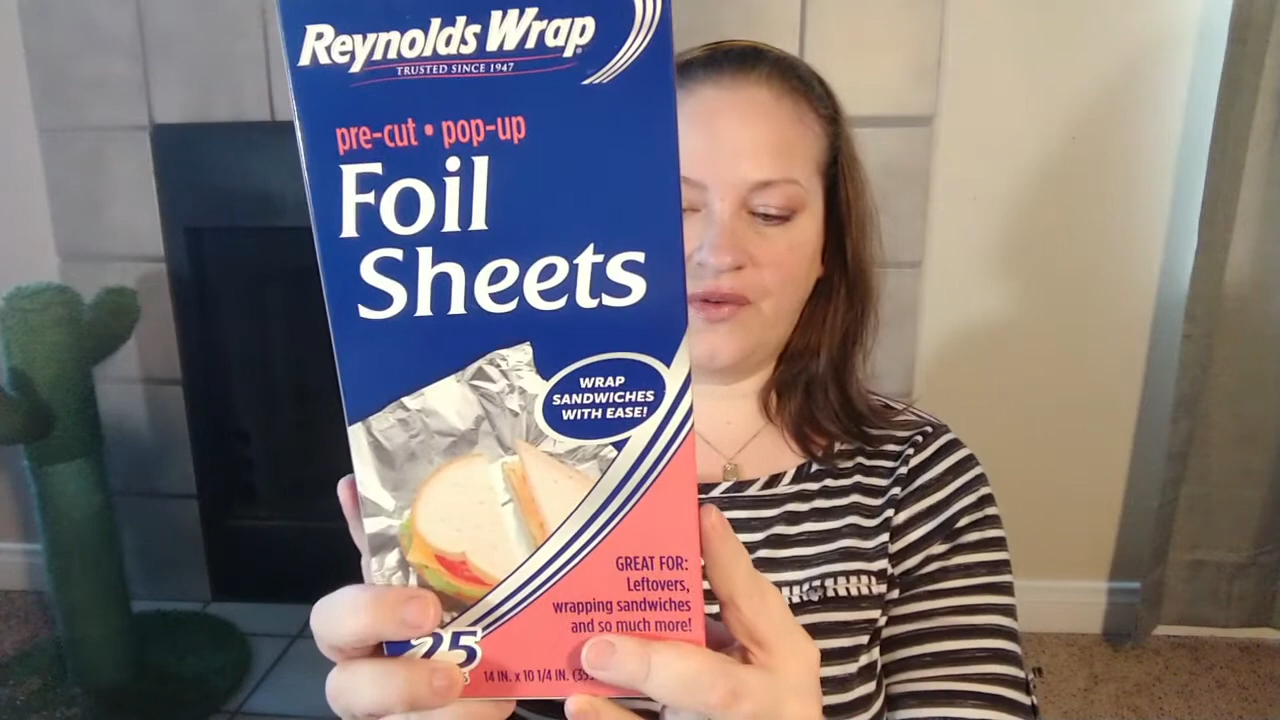 Reynolds Wrap
TRUSTED SINCE 1947
pre-cut • pop-up
Foil
Sheets
WRAP
SANDWICHES
WITH EASE!
GREAT FOR:
Leftovers,
wrapping sandwiches
and so much more!
25
14 IN. x 10 1/4 IN.